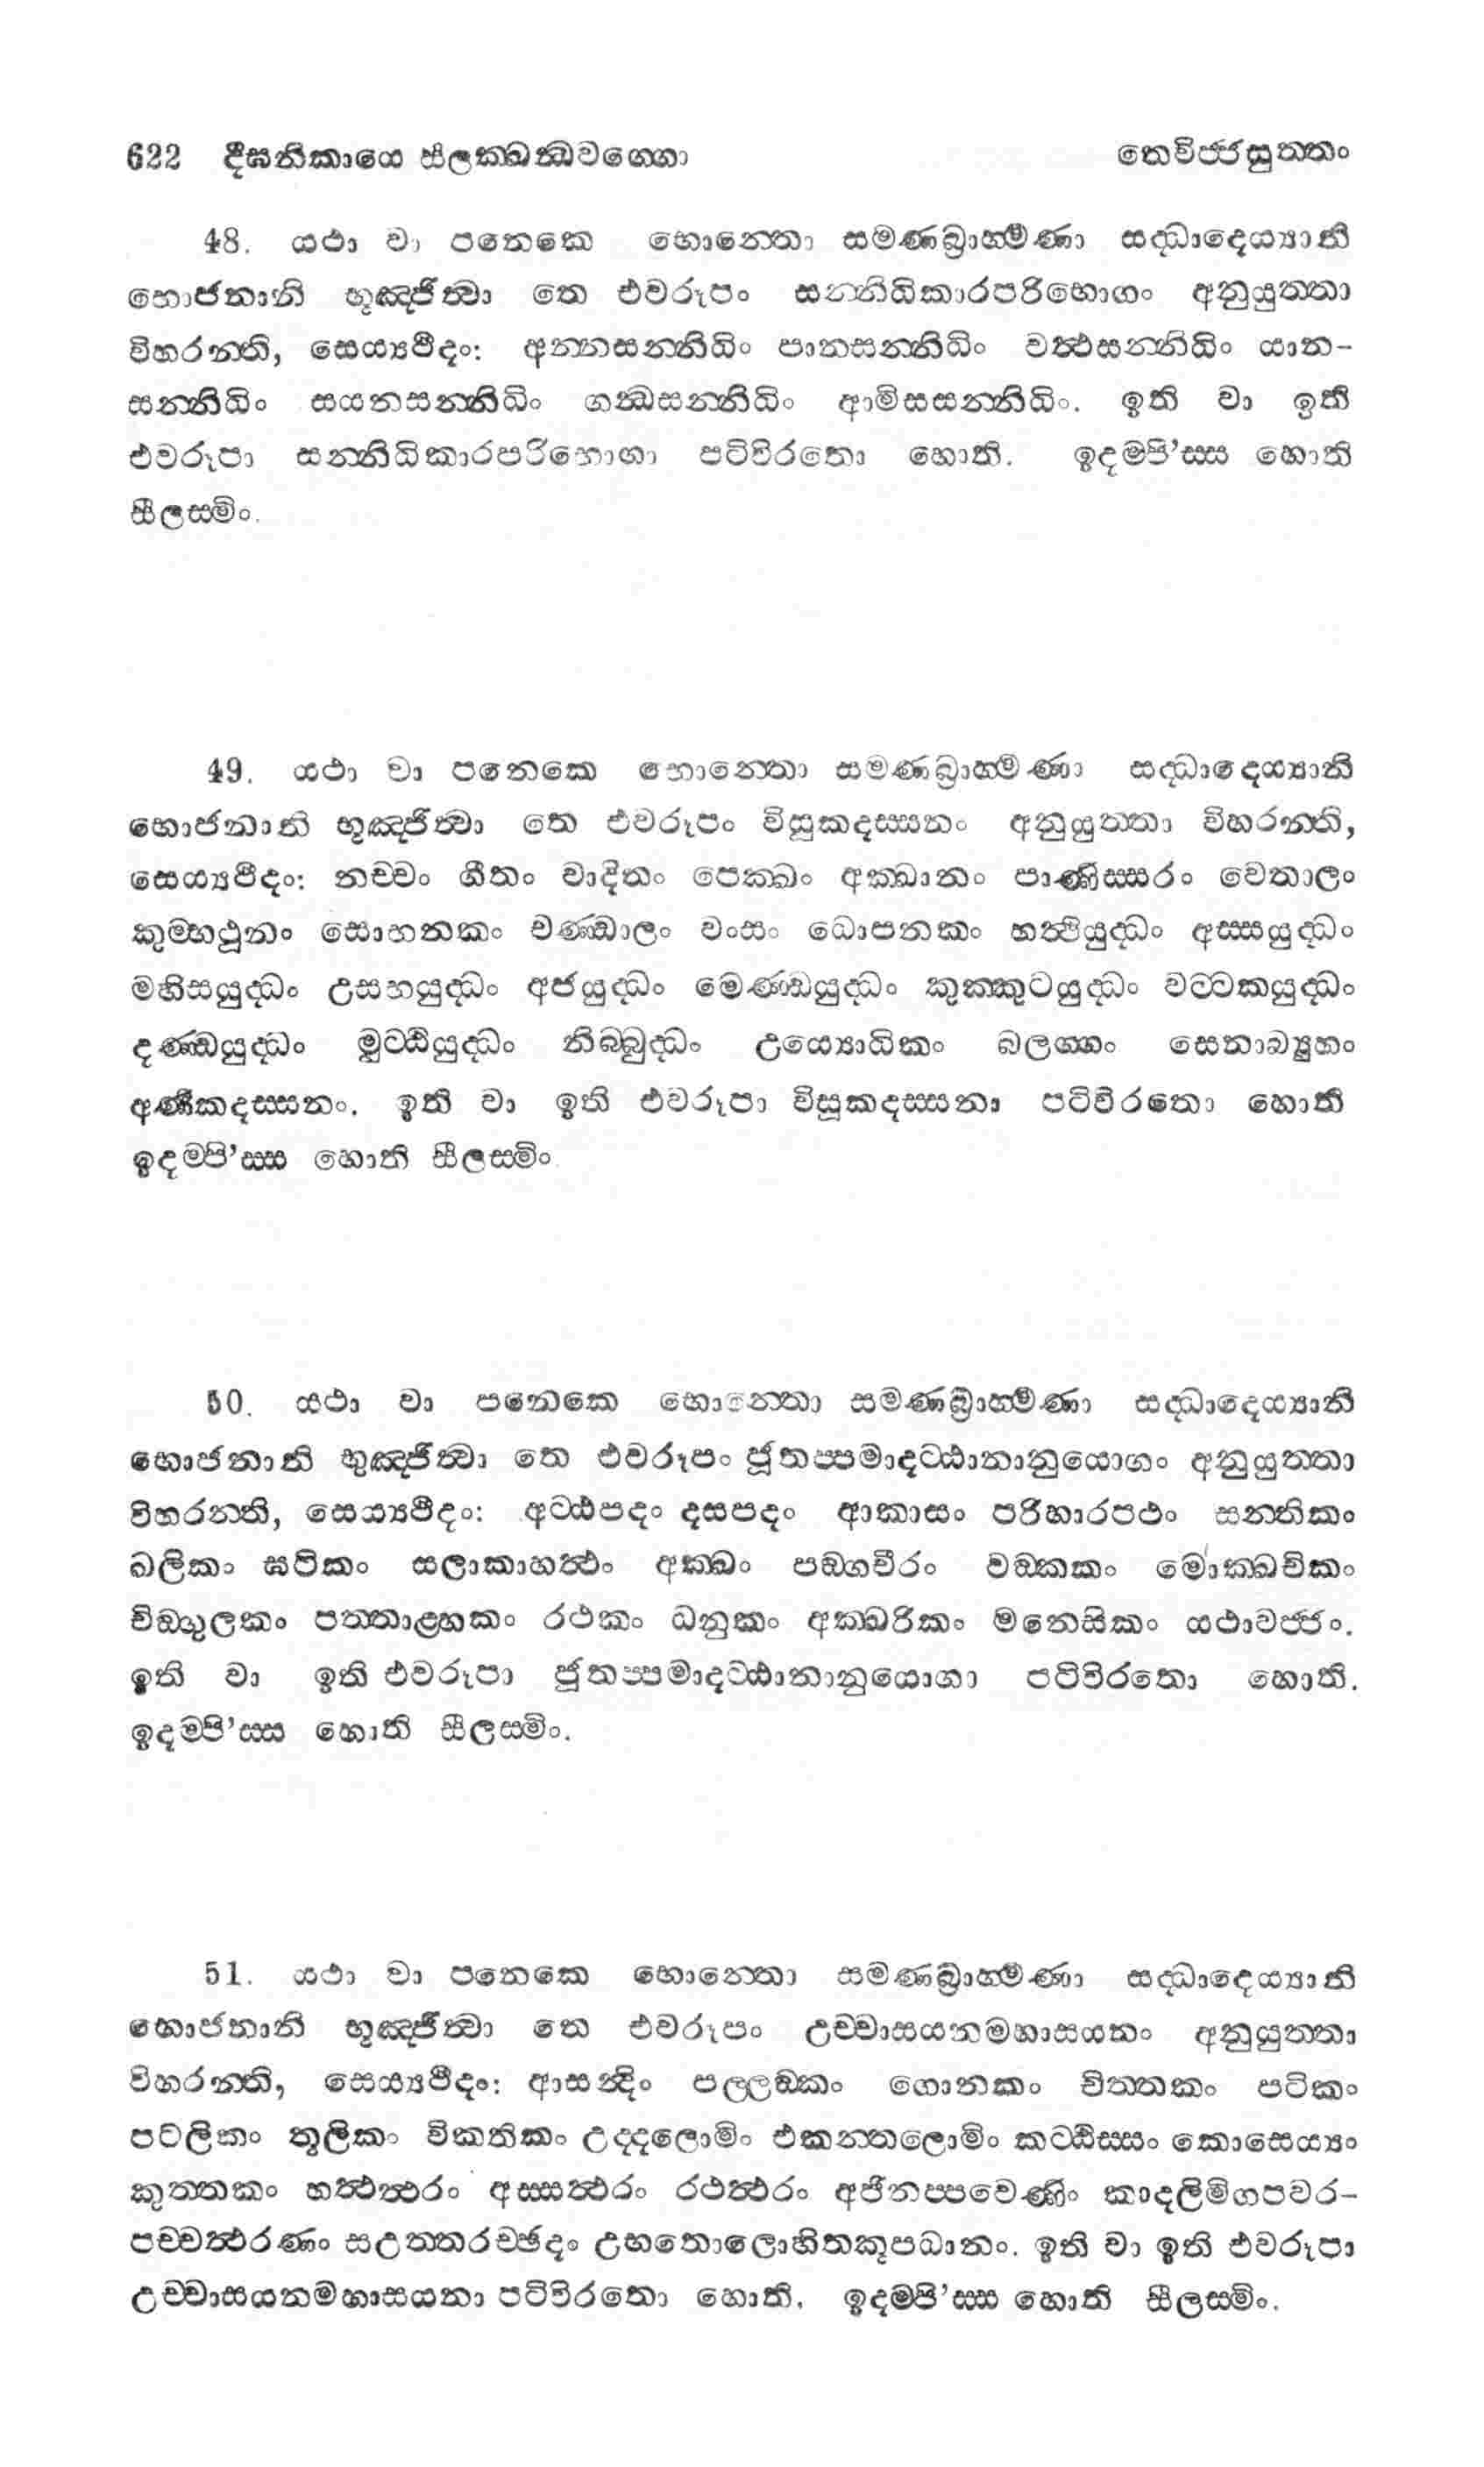 622 දීඝනිකායෙ සීලක්ඛන්ධවග්ගො තෙවිජ්ජසුත්තං
48. යථා වා පනෙකෙ භොන්තො සමණබ්‍රාහ්මණා සද්ධාදෙය්‍යානි
භොජනානි භුඤ්ජිත්වා තෙ එවරූපං සන්නිධිකාරපරිභොගං අනුයුත්තා
විහරන්ති, සෙය්‍යථීදං: අන්නසන්නිධිං පානසන්නිධිං වත්ථසන්නිධිං යාන-
සන්නිධිං සයනසන්නිධිං ගන්ධසන්නිධිං ආමිසසන්නිධිං. ඉති වා ඉති
එවරූපා සන්නිධිකාරපරිභොගා පටිවිරතො හොති. ඉදම්පි’ස්ස හොති
සීලස්මිං.
49. යථා වා පනෙකෙ භොන්තො සමණබ්‍රාහ්මණා සද්ධාදෙය්‍යානි
භොජනානි භුඤ්ජිත්වා තෙ එවරූපං විසූකදස්සනං අනුයුත්තා විහරන්ති,
සෙය්‍යථීදං: නච්චං ගීතං වාදිතං පෙක්ඛං අක්ඛානං පාණිස්සරං වෙතාලං
කුම්භථූනං සොභනකං චණ්ඩාලං වංසං ධොපනකං හත්ථියුද්ධං අස්සයුද්ධං
මහිසයුද්ධං උසභයුද්ධං අජයුද්ධං මෙණ්ඩයුද්ධං කුක්කුටයුද්ධං වට්ටකයුද්ධං
දණ්ඩයුද්ධං මුට්ඨියුද්ධං නිබ්බුද්ධං උය්‍යොධිකං බලග්ගං සෙනාබ්‍යූහං
අණීකදස්සනං. ඉති වා ඉති එවරූපා විසූකදස්සනා පටිවිරතො හොති
ඉදම්පි’ස්ස හොති සීලස්මිං.
50. යථා වා පනෙකෙ භොන්තො සමණබ්‍රාහ්මණා සද්ධාදෙය්‍යානි
භොජනානි භුඤ්ජිත්වා තෙ එවරූපං ජූතප්පමාදට්ඨානානුයොගං අනුයුත්තා
විහරන්ති, සෙය්‍යථීදං: අට්ඨපදං දසපදං ආකාසං පරිහාරපථං සන්තිකං
ඛලිකං ඝටිකං සලාකාහත්ථං අක්ඛං පඞ්ගචීරං වඞ්කකං මොක්ඛචිකං
චිඞ්ගුලකං පත්තාළ්හකං රථකං ධනුකං අක්ඛරිකං මනෙසිකං යථාවජ්ජං.
ඉති වා ඉති එවරූපා ජූතප්පමාදට්ඨානානුයොගා පටිවිරතො හොති.
ඉදම්පි’ස්ස හොති සීලස්මිං.
51. යථා වා පනෙකෙ භොන්තො සමණබ්‍රාහ්මණා සද්ධාදෙය්‍යානි
භොජනානි භුඤ්ජිත්වා තෙ එවරූපං උච්චාසයනමහාසයනං අනුයුත්තා
විහරන්ති, සෙය්‍යථීදං: ආසන්දිං පල්ලඞ්කං ගොනකං චිත්තකං පටිකං
පටලිකං තූලිකං විකතිකං උද්දලොමිං එකන්තලොමිං කට්ඨිස්සං කොසෙය්‍යං
කුත්තකං හත්ථත්ථරං අස්සත්ථරං රථත්ථරං අජිනප්පවෙණිං කාදලිමිගපවර-
පච්චත්ථරණං සඋත්තරච්ඡදං උභතොලොහිතකූපධානං. ඉති වා ඉති එවරූපා
උච්චාසයනමහාසයනා පටිවිරතො හොති. ඉදම්පි’ස්ස හොති සීලස්මිං.